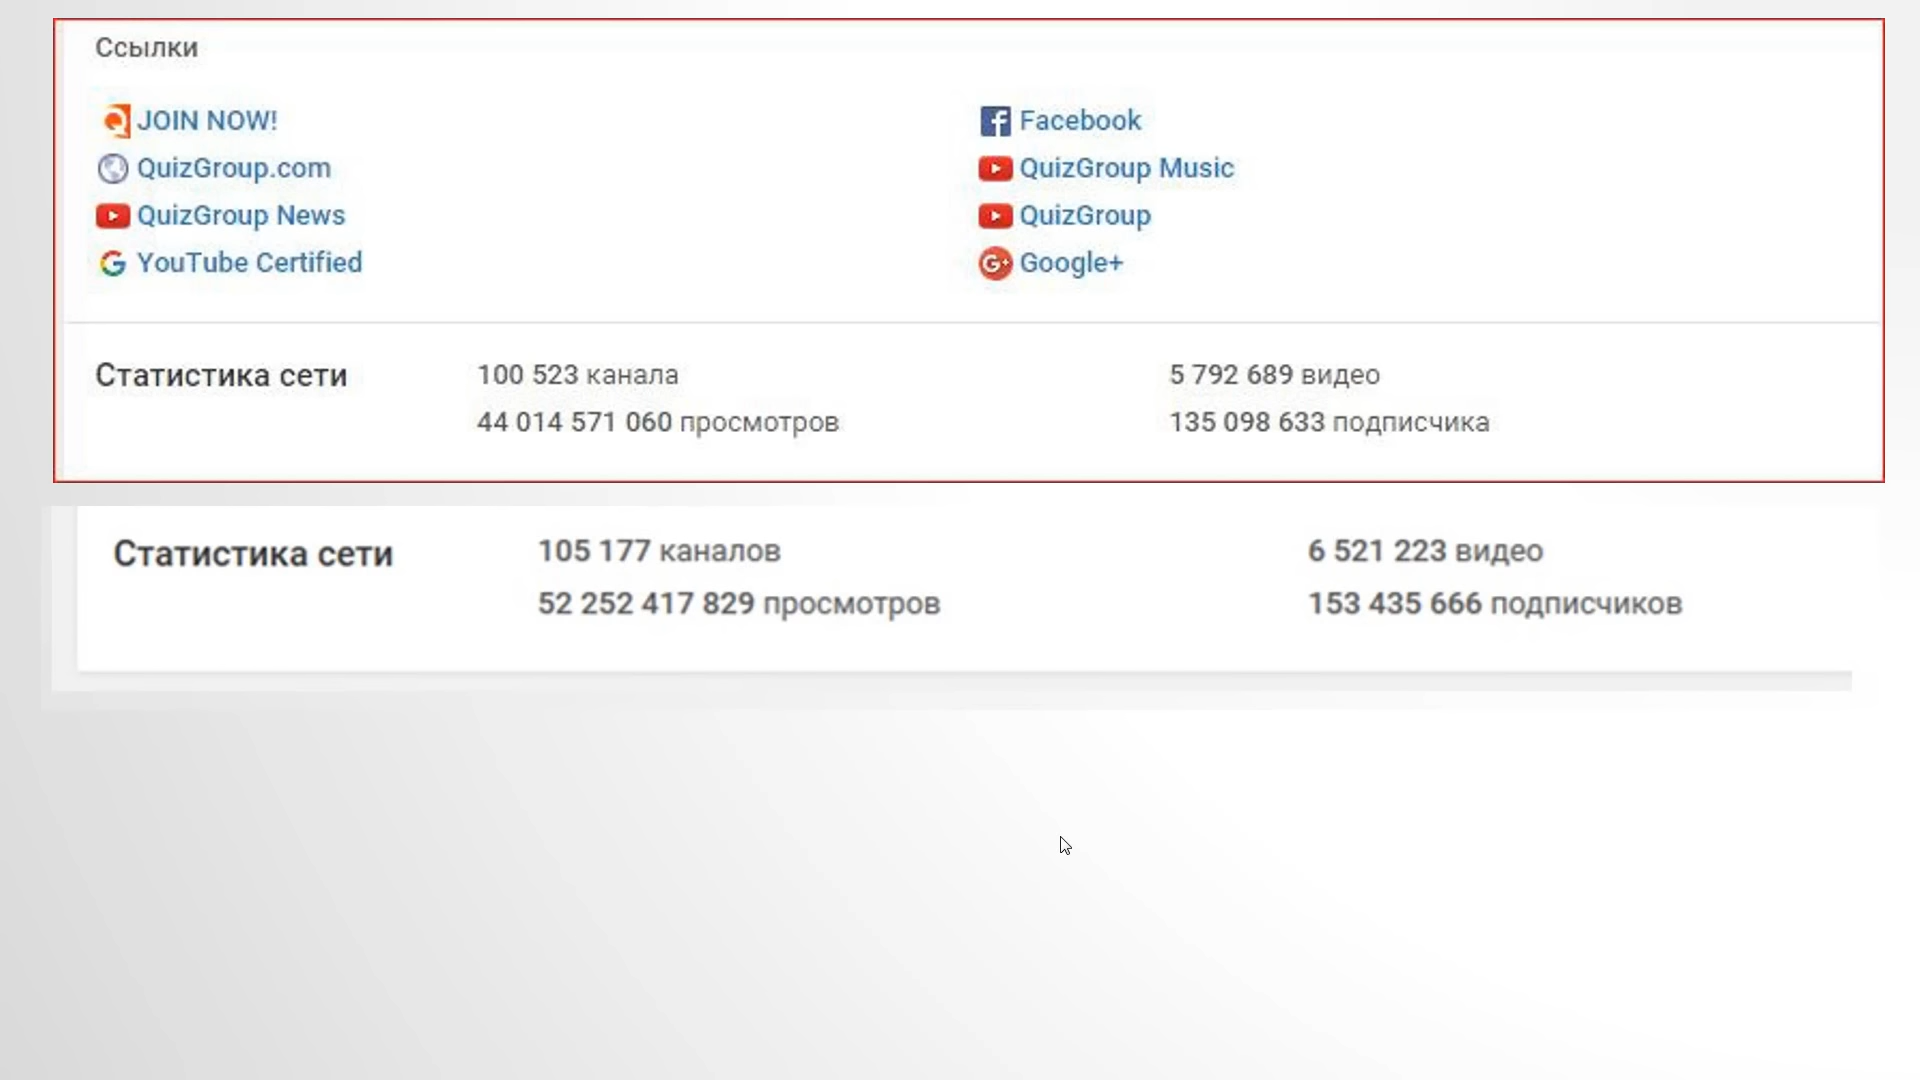 Ссылки
JOIN NOW!
Facebook
QuizGroup.com
QuizGroup Music
QuizGroup News
QuizGroup
YouTube Certified
Google+
Статистика сети
100 523 канала
5 792 689 видео
44 014 571 060 просмотров
135 098 633 подписчика
Статистика сети
105 177 каналов
6 521 223 видео
52 252 417 829 просмотров
153 435 666 подписчиков